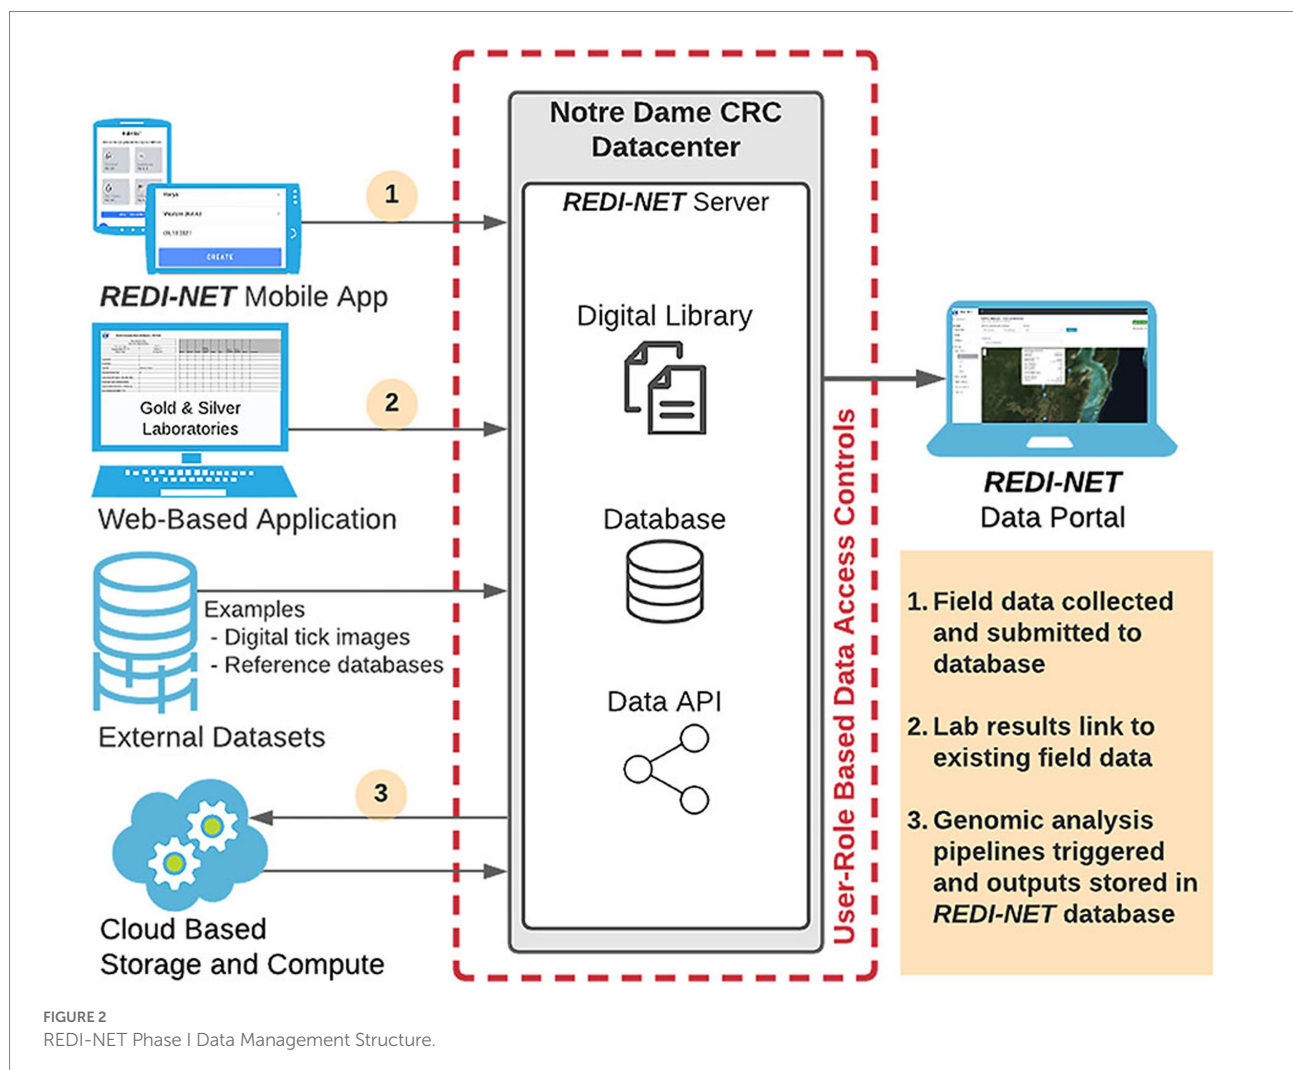 Notre Dame CRC
Datacenter
REDI-NET Server
Digital Library
Database
Data API
User-Role Based Data Access Controls
1
CREATE
REDI-NET Mobile App
2
Gold & Silver
Laboratories
Web-Based Application
Examples
- Digital tick images
- Reference databases
External Datasets
3
Cloud Based
Storage and Compute
REDI-NET
Data Portal
1. Field data collected
and submitted to
database
2. Lab results link to
existing field data
3. Genomic analysis
pipelines triggered
and outputs stored in
REDI-NET database
FIGURE 2
REDI-NET Phase I Data Management Structure.